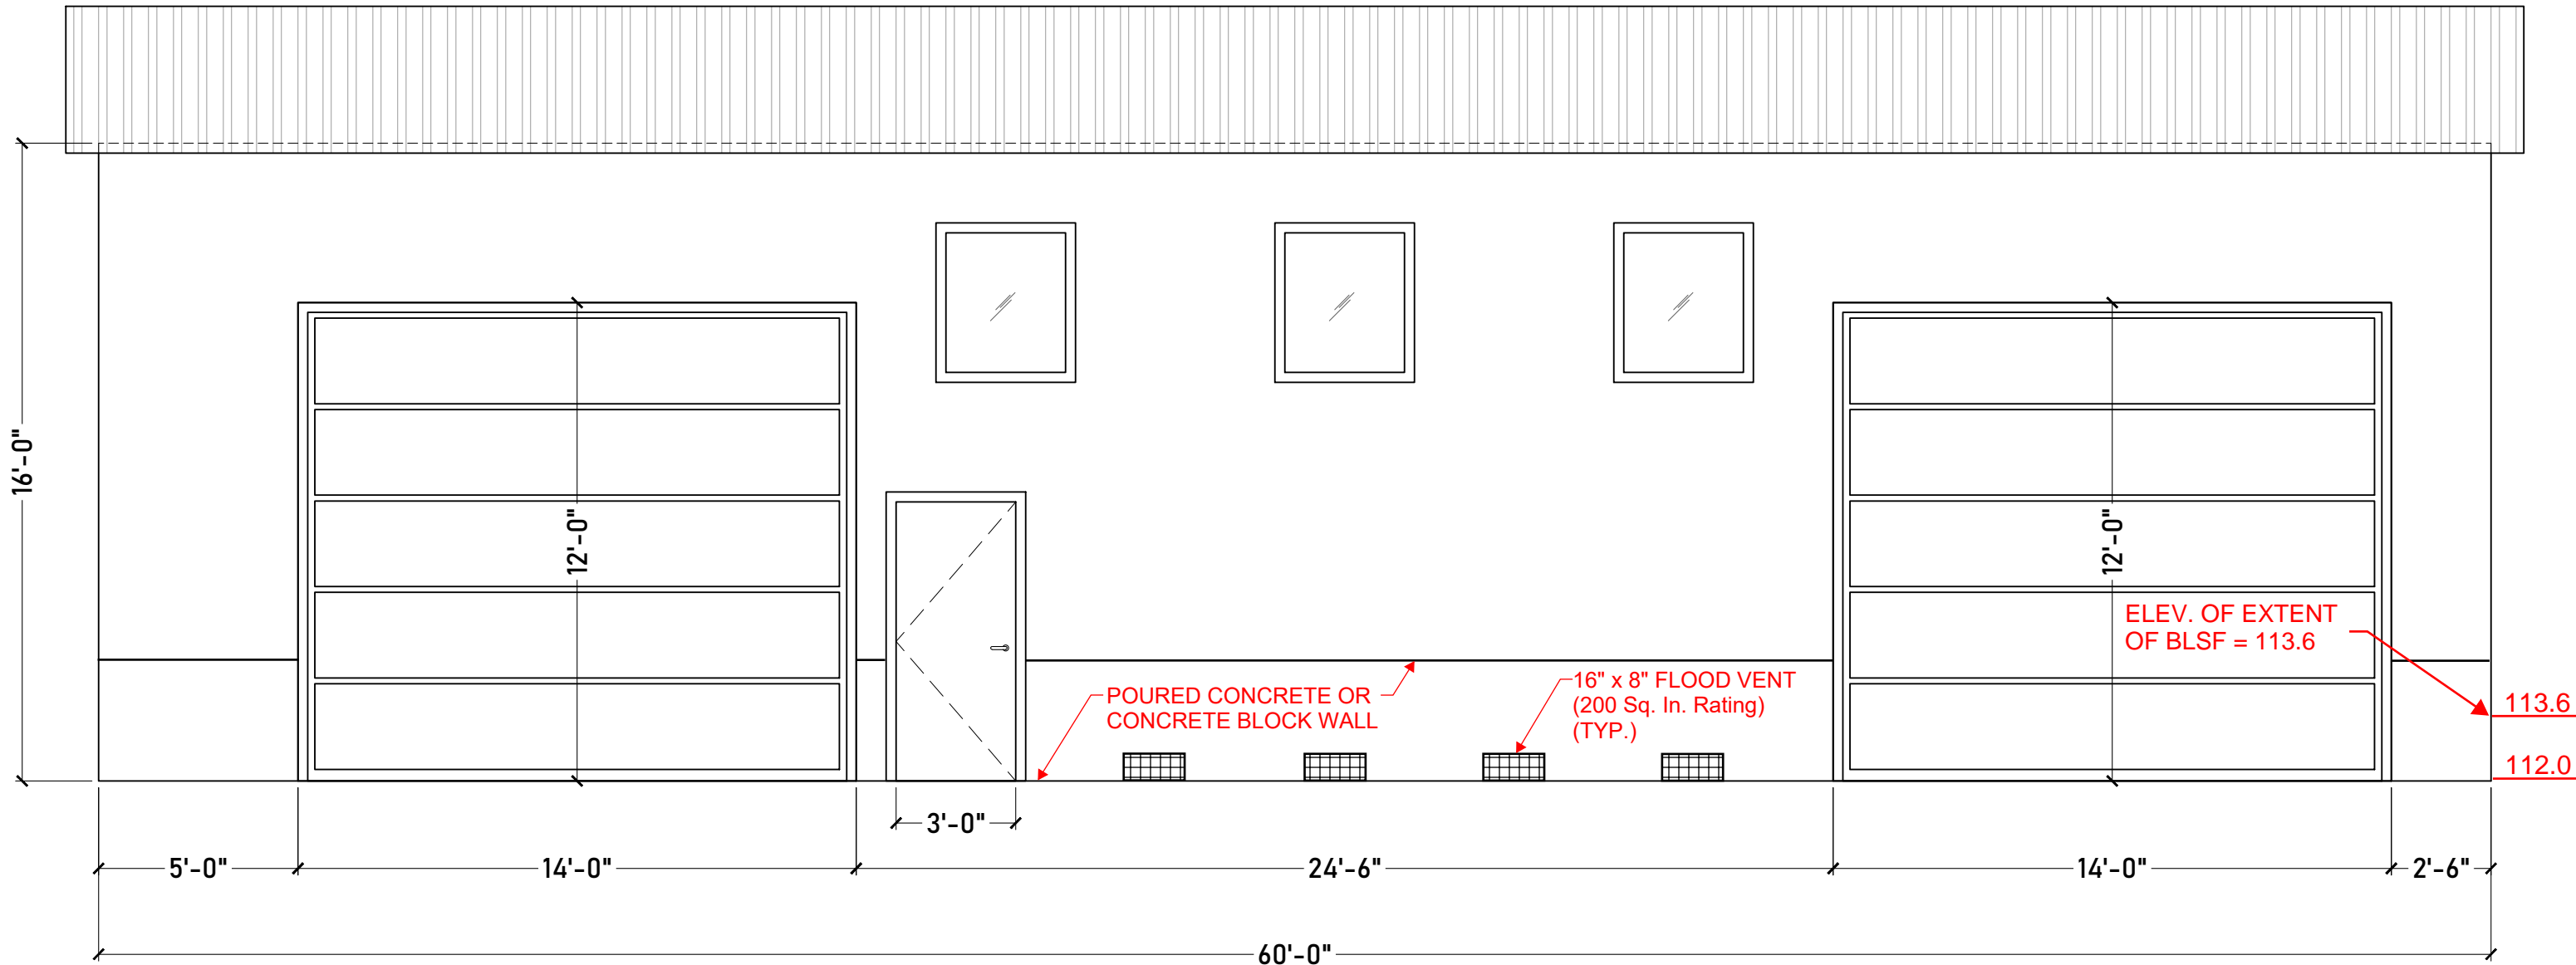 16'-0"
12'-0"
12'-0"
ELEV. OF EXTENT
OF BLSF = 113.6
POURED CONCRETE OR
CONCRETE BLOCK WALL
16" x 8" FLOOD VENT
(200 Sq. In. Rating)
(TYP.)
113.6
112.0
3'-0"
5'-0"
14'-0"
24'-6"
14'-0"
2'-6"
60'-0"